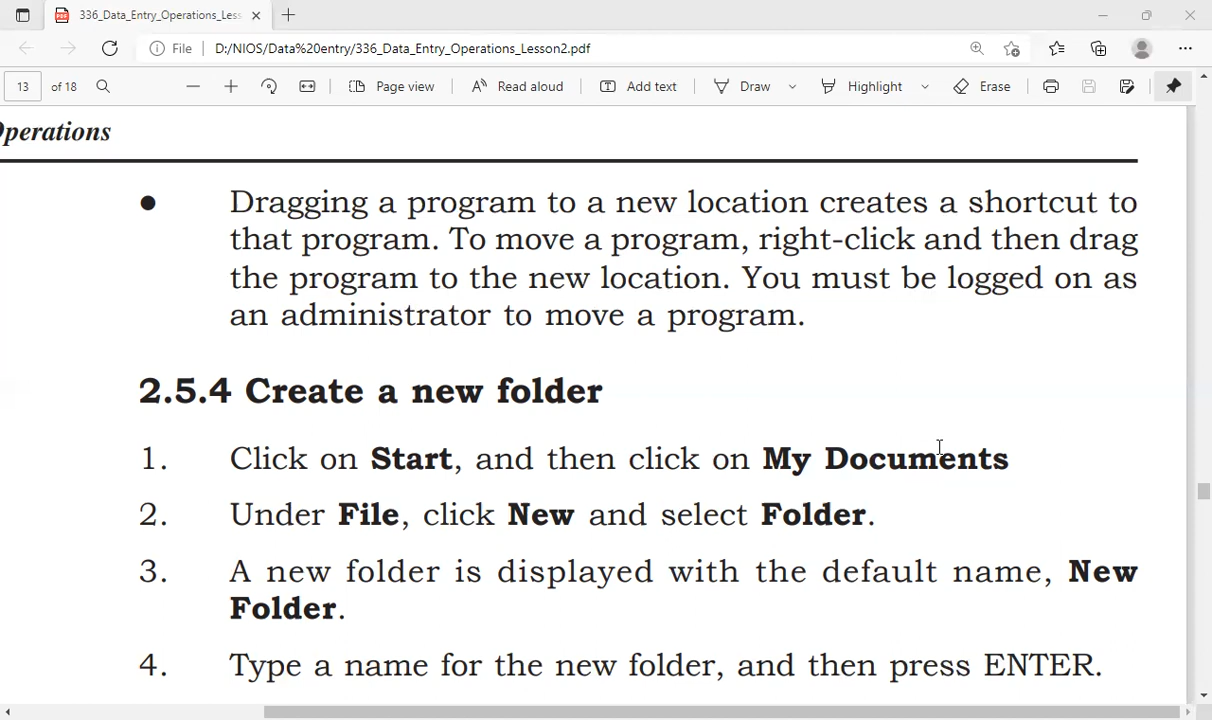 336_Data_Entry_Operations_Less
File
D:/NIOS/Data%20entry/336_Data_Entry_Operations_Lesson2.pdf
13 of 18
Page view
Read aloud
Add text
Draw
Highlight
Erase
Operations
● Dragging a program to a new location creates a shortcut to
that program. To move a program, right-click and then drag
the program to the new location. You must be logged on as
an administrator to move a program.
2.5.4 Create a new folder
1. Click on Start, and then click on My Documents
2. Under File, click New and select Folder.
3. A new folder is displayed with the default name, New
Folder.
4. Type a name for the new folder, and then press ENTER.